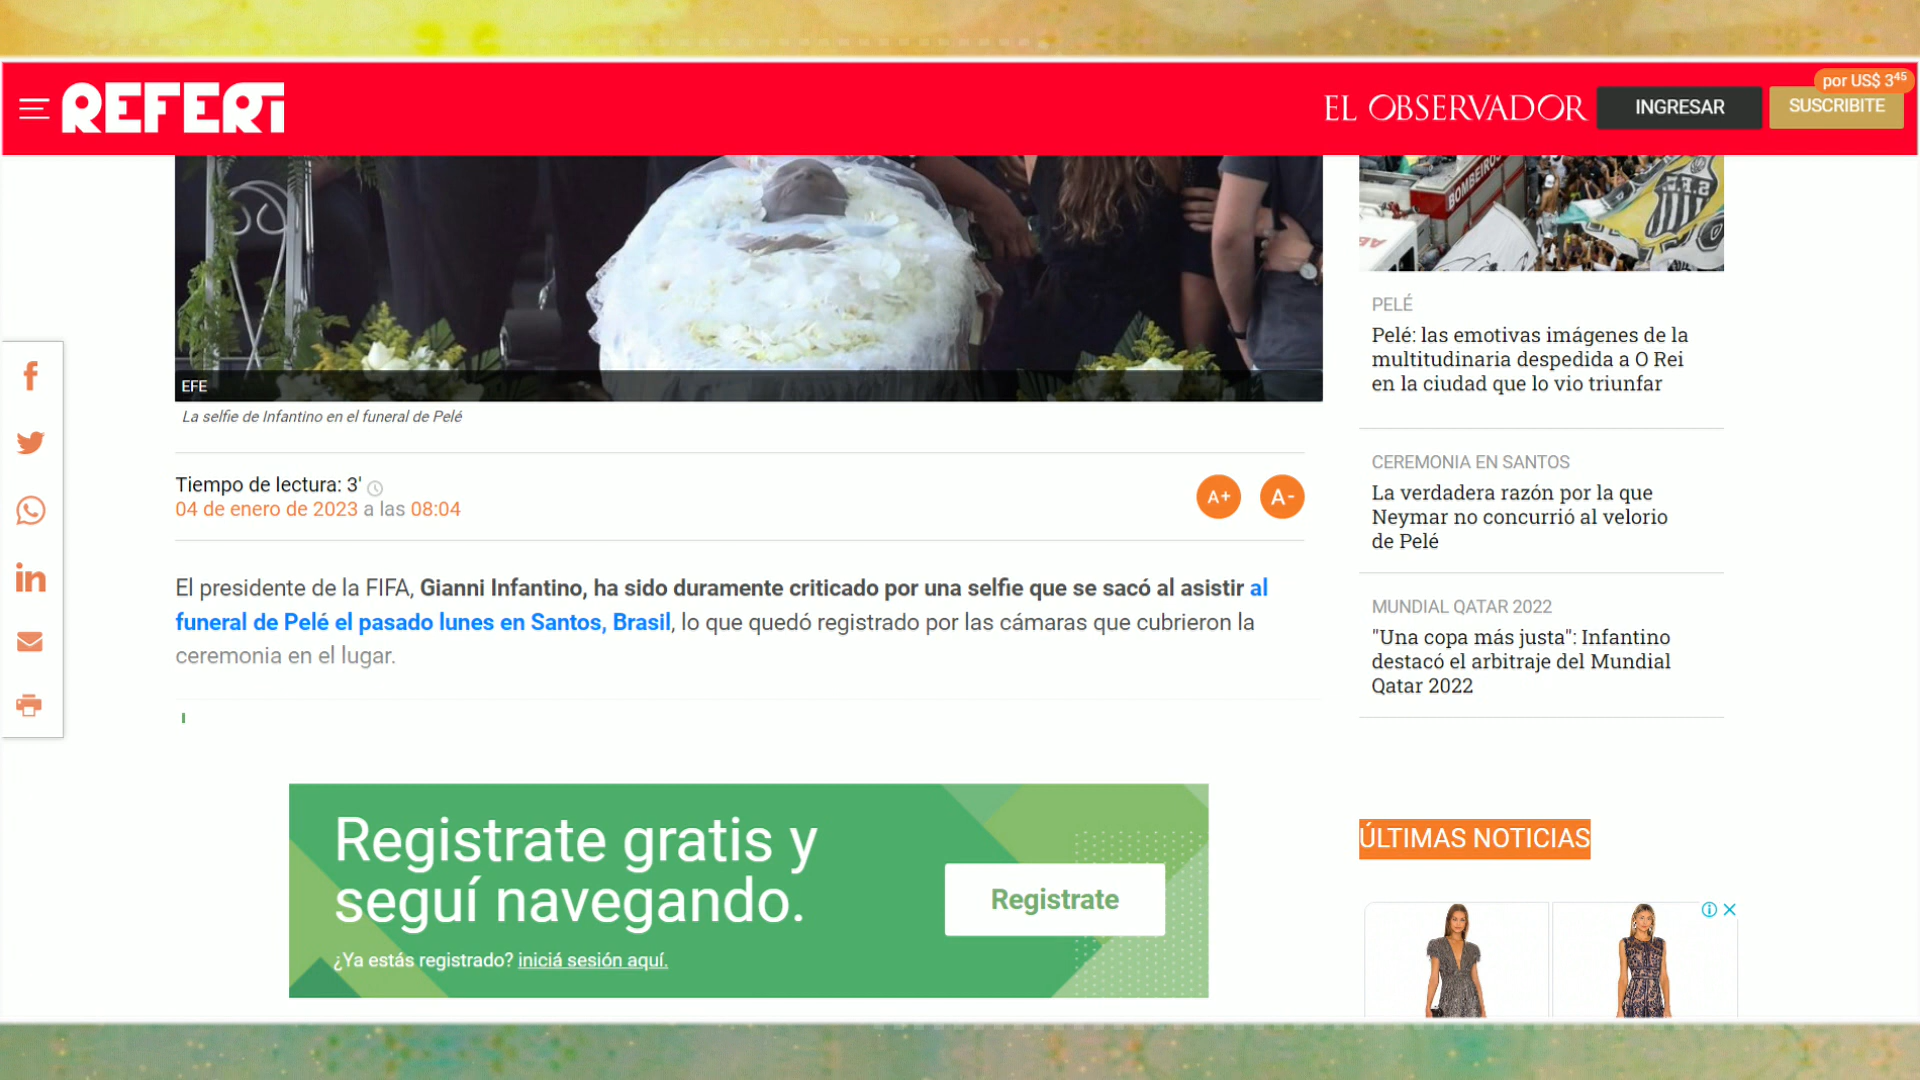 REFERÍ
EL OBSERVADOR
INGRESAR
por US$ 3⁴⁵
SUSCRIBITE
BOMBEIROS
EFE
La selfie de Infantino en el funeral de Pelé
Tiempo de lectura: 3'
04 de enero de 2023 a las 08:04
A+
A-
El presidente de la FIFA, Gianni Infantino, ha sido duramente criticado por una selfie que se sacó al asistir al
funeral de Pelé el pasado lunes en Santos, Brasil, lo que quedó registrado por las cámaras que cubrieron la
ceremonia en el lugar.
Registrate gratis y
seguí navegando.
¿Ya estás registrado? iniciá sesión aquí.
Registrate
PELÉ
Pelé: las emotivas imágenes de la
multitudinaria despedida a O Rei
en la ciudad que lo vio triunfar
CEREMONIA EN SANTOS
La verdadera razón por la que
Neymar no concurrió al velorio
de Pelé
MUNDIAL QATAR 2022
"Una copa más justa": Infantino
destacó el arbitraje del Mundial
Qatar 2022
ÚLTIMAS NOTICIAS